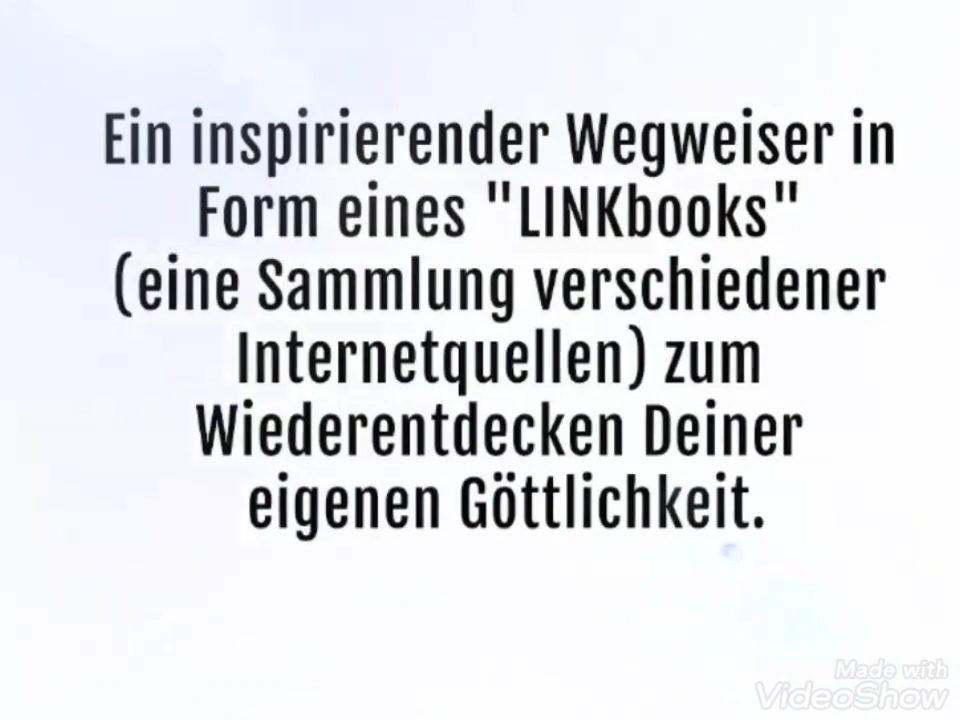 Ein inspirierender Wegweiser in
Form eines "LINKbooks"
(eine Sammlung verschiedener
Internetquellen) zum
Wiederentdecken Deiner
eigenen Göttlichkeit.
Made with
VideoShow